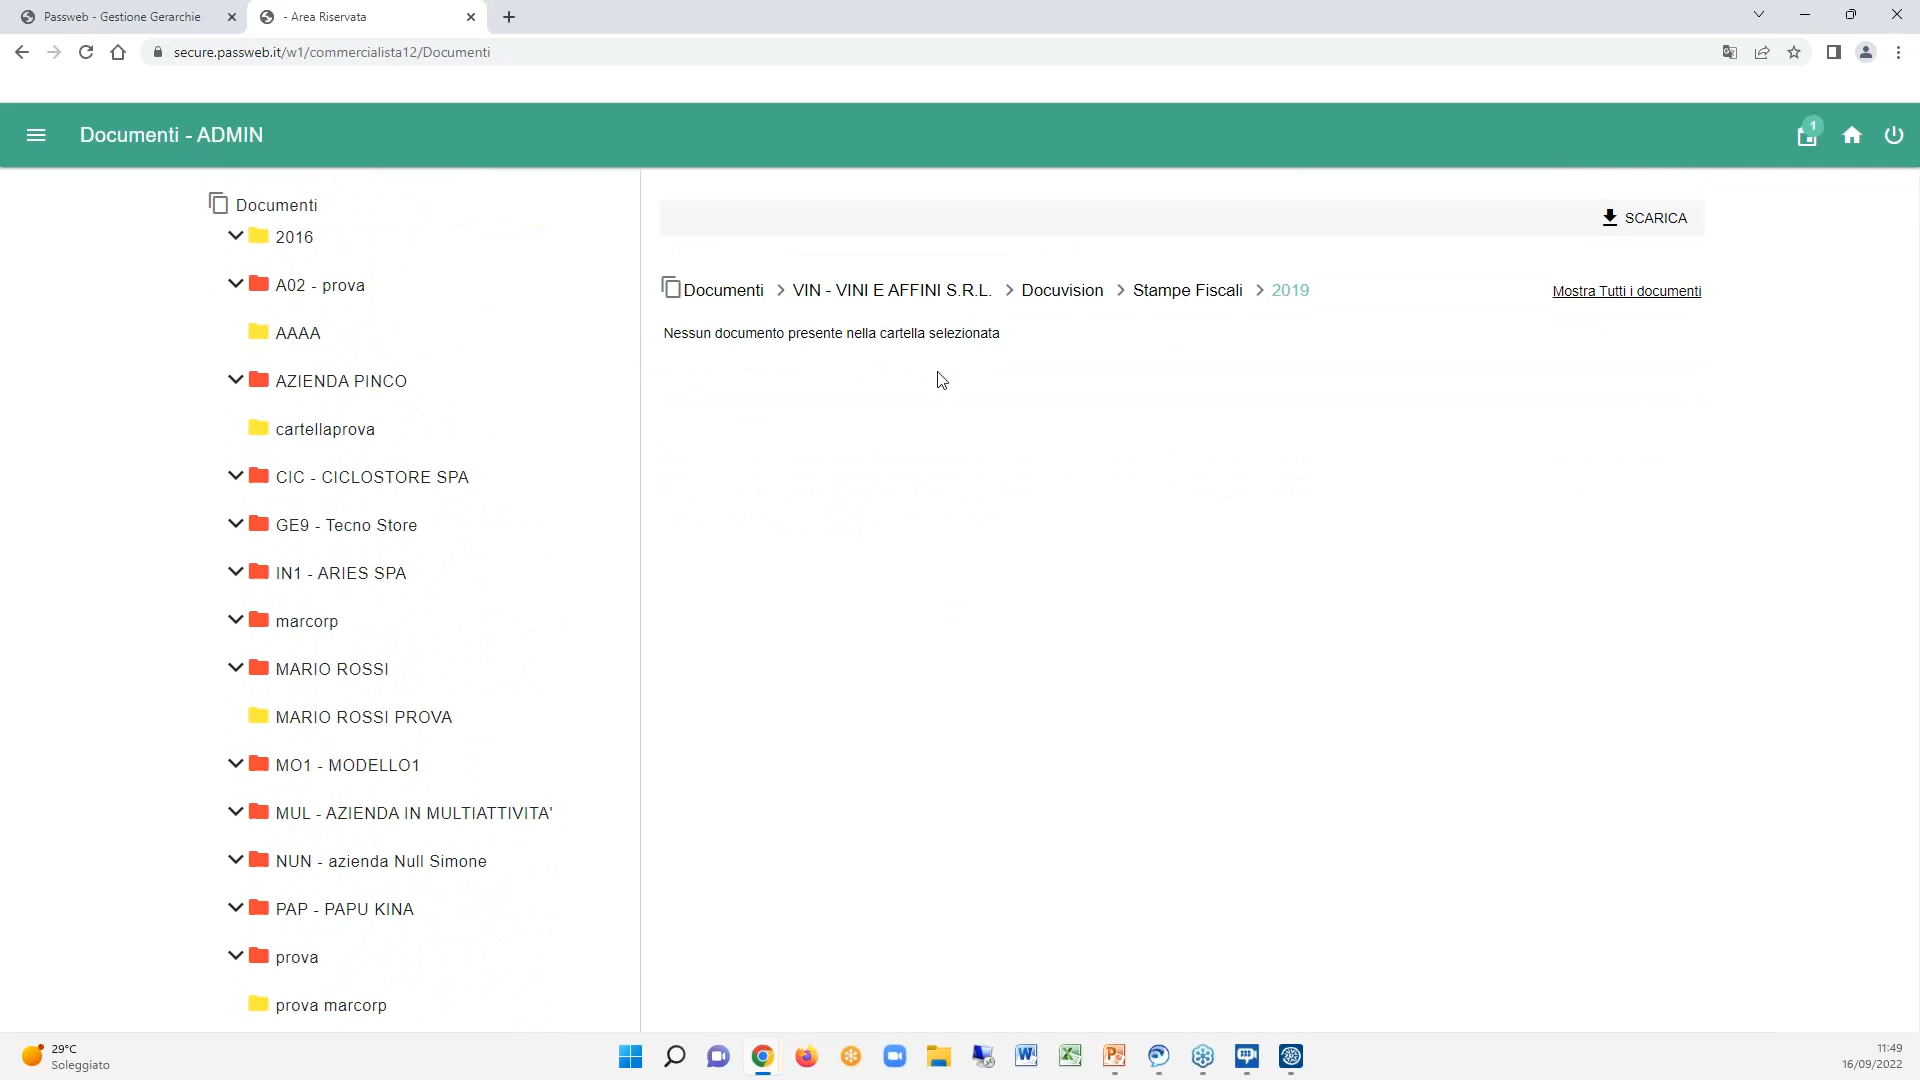 Passweb - Gestione Gerarchie
- Area Riservata
secure.passweb.it/w1/commercialista12/Documenti
Documenti - ADMIN
1
Documenti
2016
A02 - prova
AAAA
AZIENDA PINCO
cartellaprova
CIC - CICLOSTORE SPA
GE9 - Tecno Store
IN1 - ARIES SPA
marcorp
MARIO ROSSI
MARIO ROSSI PROVA
MO1 - MODELLO1
MUL - AZIENDA IN MULTIATTIVITA'
NUN - azienda Null Simone
PAP - PAPU KINA
prova
prova marcorp
SCARICA
Documenti > VIN - VINI E AFFINI S.R.L. > Docuvision > Stampe Fiscali > 2019
Mostra Tutti i documenti
Nessun documento presente nella cartella selezionata
29°C
Soleggiato
11:49
16/09/2022